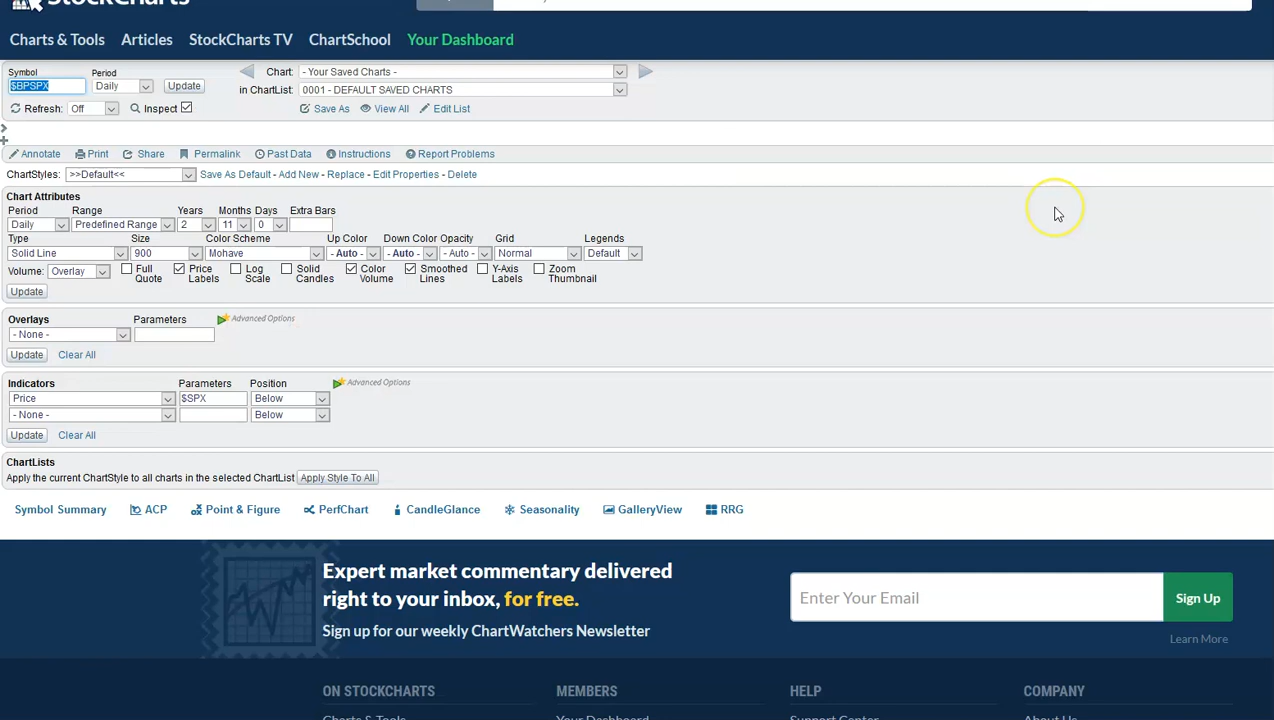 StockCharts
Charts & Tools Articles StockCharts TV ChartSchool Your Dashboard
Symbol Period
$BPSPX Daily Update
Chart: - Your Saved Charts -
in ChartList: 0001 - DEFAULT SAVED CHARTS
Refresh: Off Inspect
Save As View All Edit List
Annotate Print Share Permalink Past Data Instructions Report Problems
ChartStyles: >>Default<< Save As Default - Add New - Replace - Edit Properties - Delete
Chart Attributes
Period Range Years Months Days Extra Bars
Daily Predefined Range 2 11 0
Type Size Color Scheme Up Color Down Color Opacity Grid Legends
Solid Line 900 Mohave - Auto - - Auto - - Auto - Normal Default
Volume: Overlay Full Quote Price Labels Log Scale Solid Candles Color Volume Smoothed Lines Y-Axis Labels Zoom Thumbnail
Update
Overlays Parameters Advanced Options
- None -
Update Clear All
Indicators Parameters Position Advanced Options
Price $SPX Below
- None - Below
Update Clear All
ChartLists
Apply the current ChartStyle to all charts in the selected ChartList Apply Style To All
Symbol Summary ACP Point & Figure PerfChart CandleGlance Seasonality GalleryView RRG
Expert market commentary delivered
right to your inbox, for free.
Sign up for our weekly ChartWatchers Newsletter
Enter Your Email Sign Up
Learn More
ON STOCKCHARTS MEMBERS HELP COMPANY
Charts & Tools Your Dashboard Support Center About Us